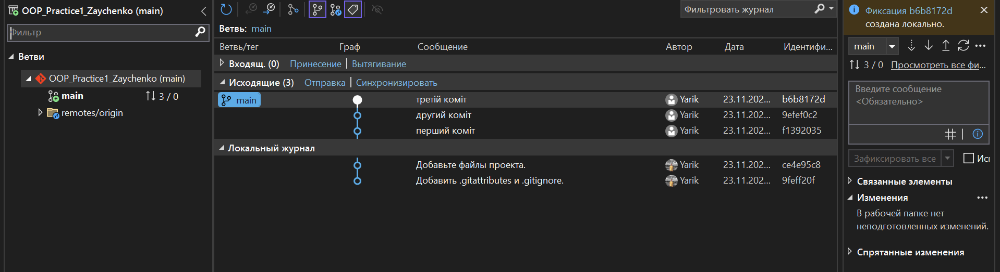 OOP_Practice1_Zaychenko (main)
Фильтр
Ветви
OOP_Practice1_Zaychenko (main)
main 3 / 0
remotes/origin
Фильтровать журнал
Ветвь: main
Ветвь/тег Граф Сообщение Автор Дата Идентифи...
Входящ. (0) Принесение | Вытягивание
Исходящие (3) Отправка | Синхронизировать
main третій коміт Yarik 23.11.202... b6b8172d
другий коміт Yarik 23.11.202... 9efef0c2
перший коміт Yarik 23.11.202... f1392035
Локальный журнал
Добавьте файлы проекта. Yarik 23.11.202... ce4e95c8
Добавить .gitattributes и .gitignore. Yarik 23.11.202... 9feff20f
Фиксация b6b8172d
создана локально.
main
3 / 0 Просмотреть все фи...
Введите сообщение
<Обязательно>
Зафиксировать все
Связанные элементы
Изменения
В рабочей папке нет
неподготовленных изменений.
Спрятанные изменения